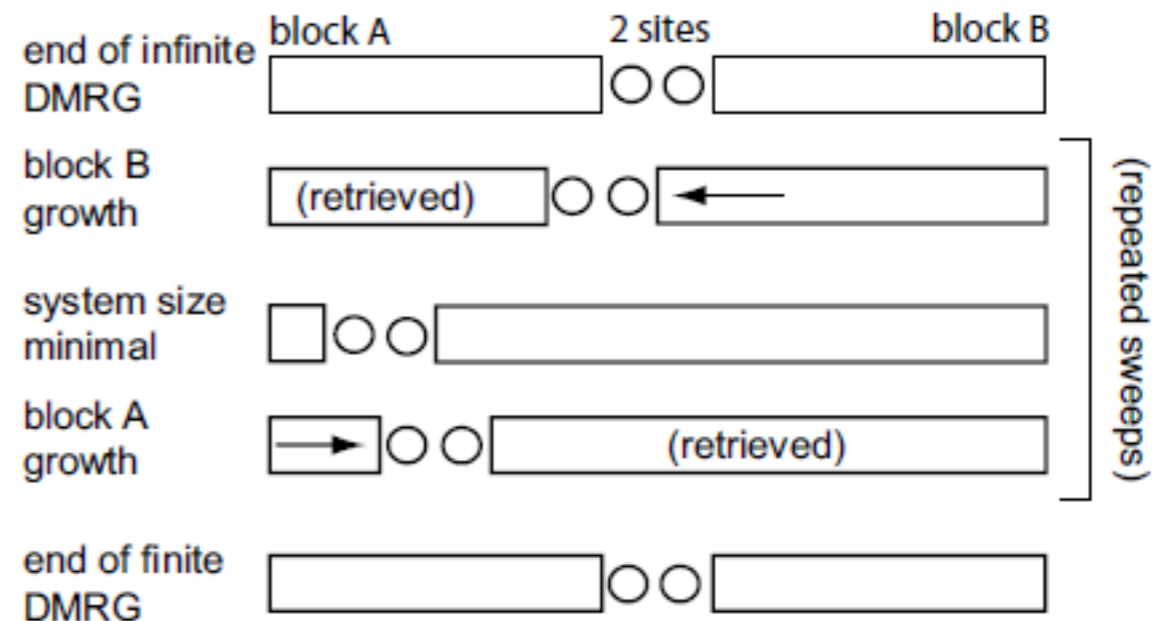 block A
2 sites
block B
end of infinite
DMRG
block B
growth
(retrieved)
system size
minimal
block A
growth
(retrieved)
(repeated sweeps)
end of finite
DMRG